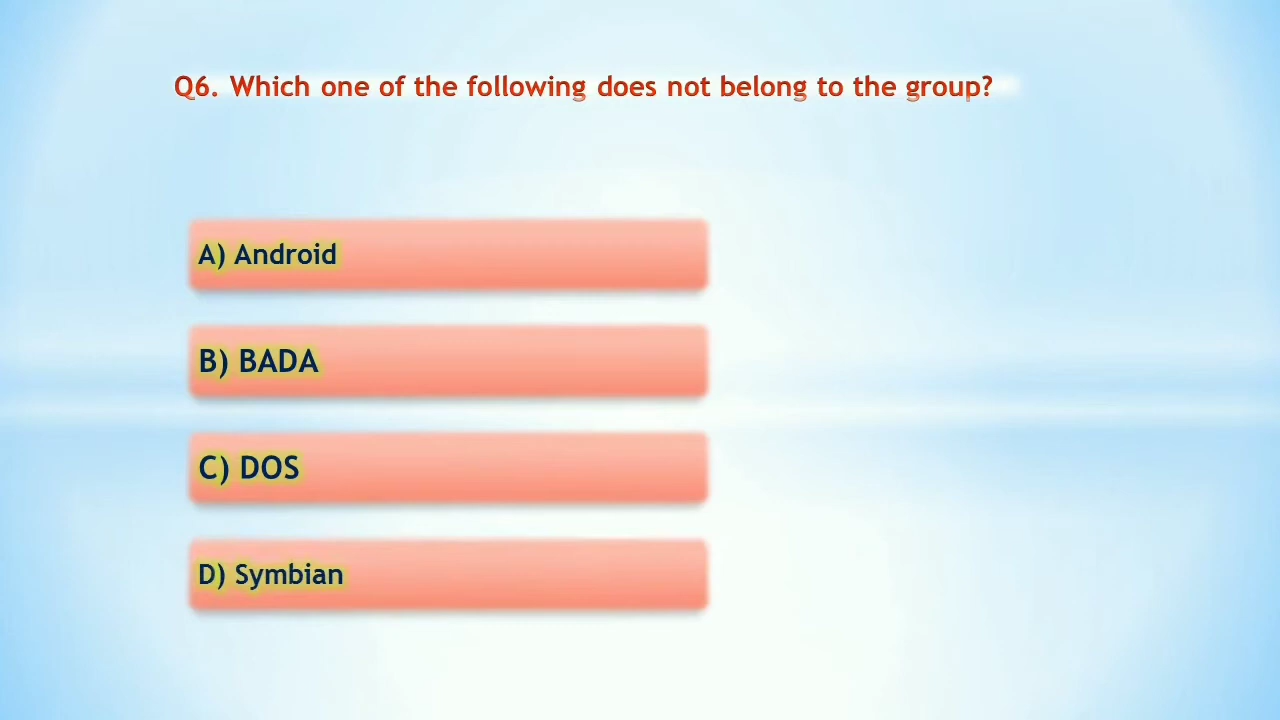 Q6. Which one of the following does not belong to the group?
A) Android
B) BADA
C) DOS
D) Symbian